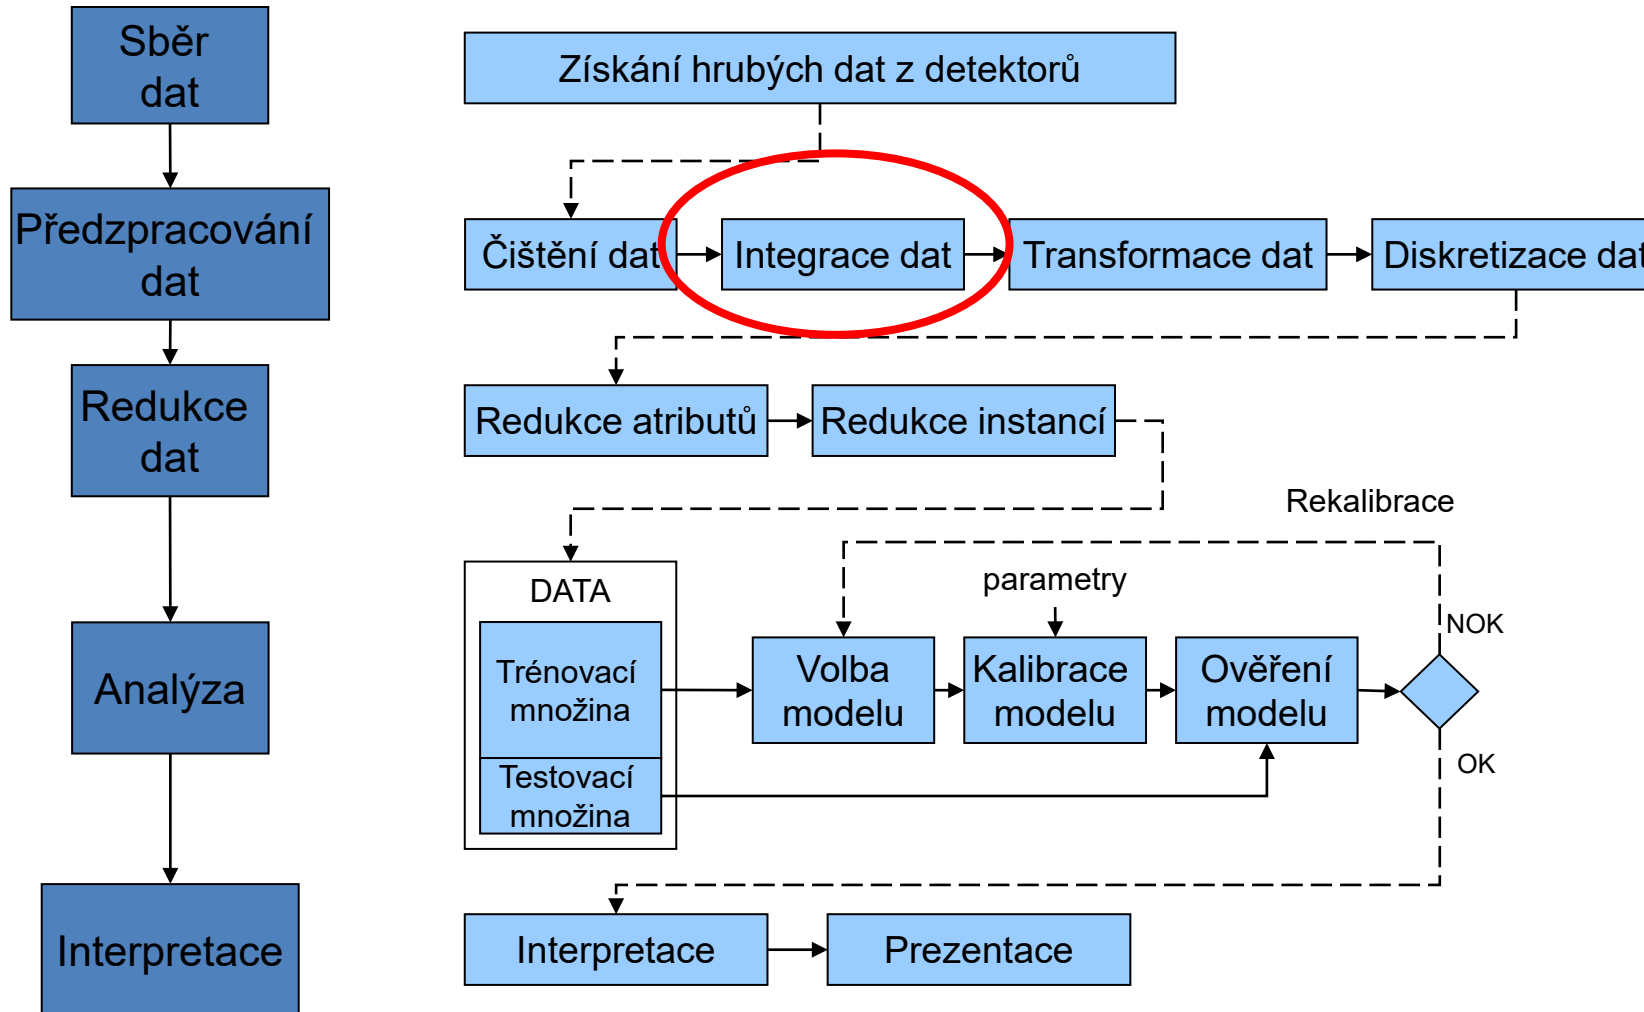 Sběr
dat
Předzpracování
dat
Redukce
dat
Analýza
Interpretace
Získání hrubých dat z detektorů
Čištění dat
Integrace dat
Transformace dat
Diskretizace dat
Redukce atributů
Redukce instancí
Rekalibrace
DATA
parametry
Trénovací
množina
Testovací
množina
Volba
modelu
Kalibrace
modelu
Ověření
modelu
NOK
OK
Interpretace
Prezentace